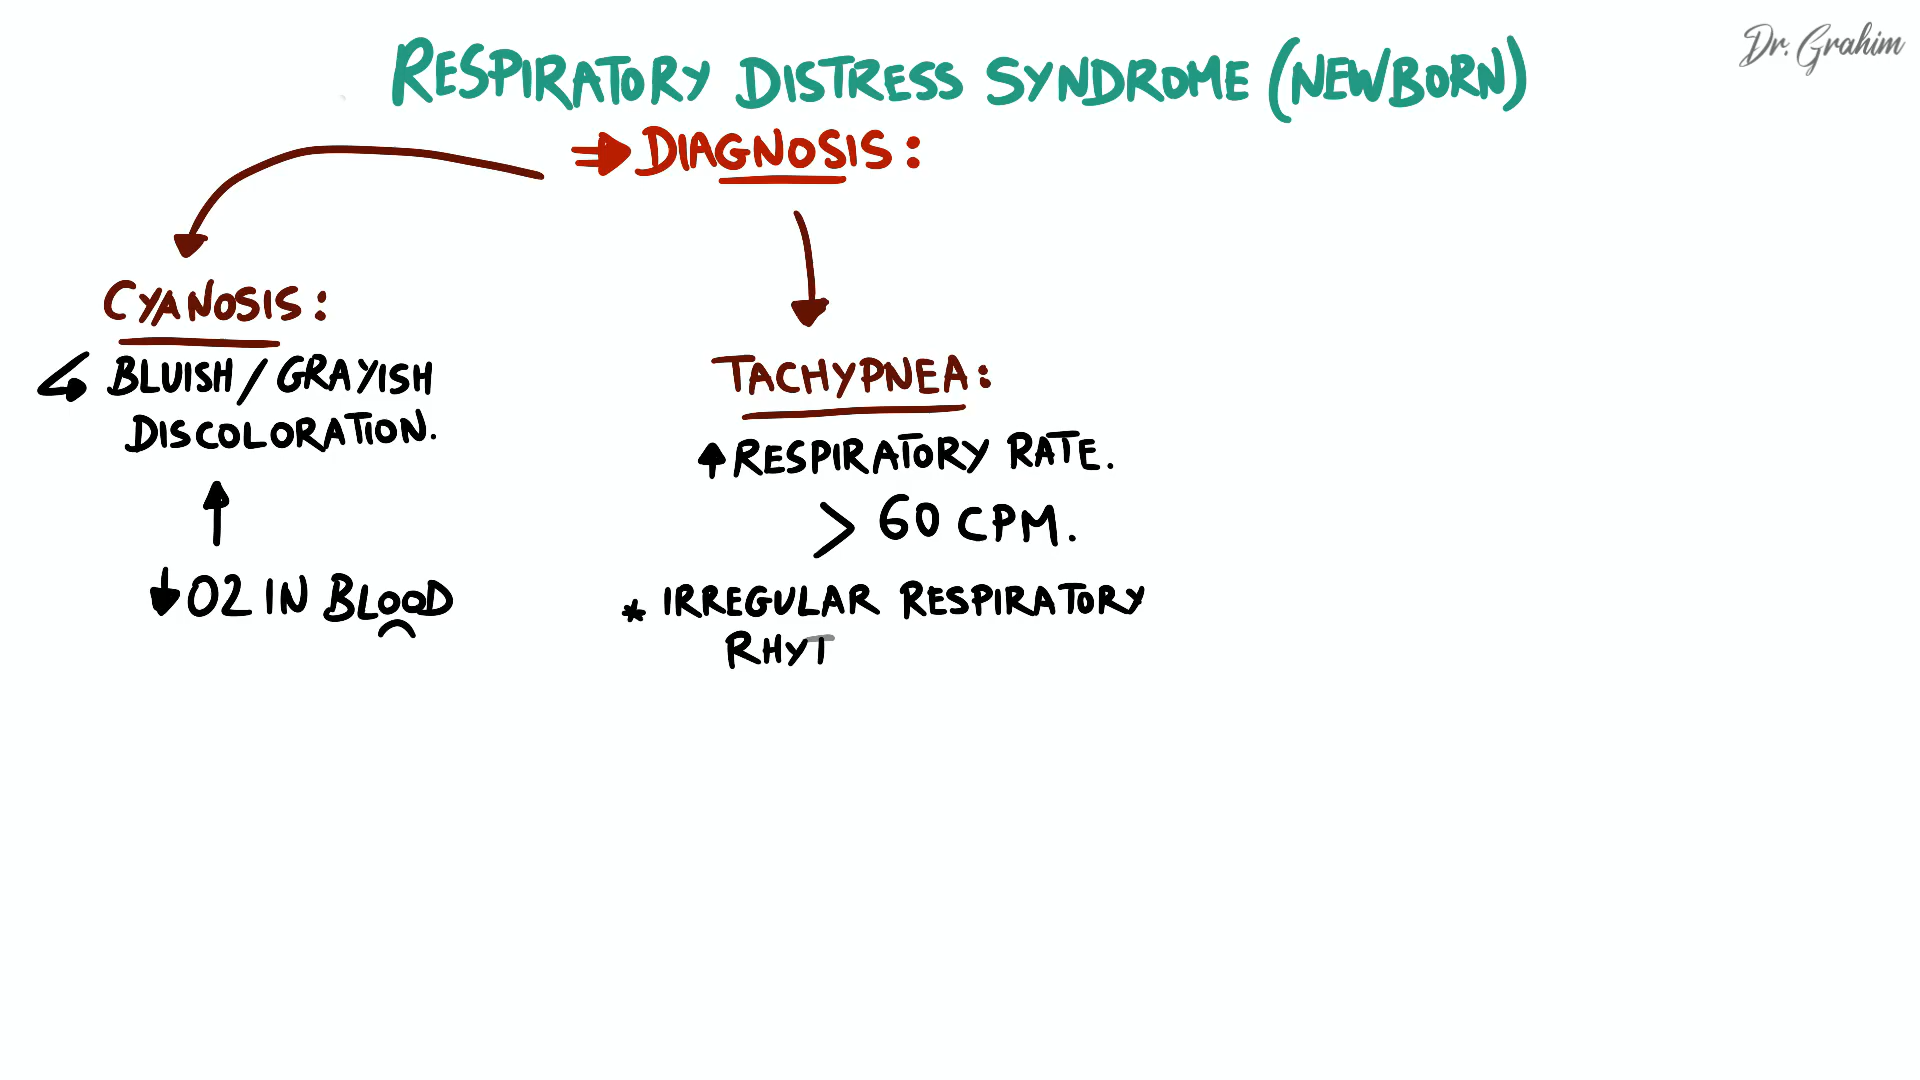 RESPIRATORY DISTRESS SYNDROME (NEWBORN)
Dr. Grahim
⇒ DIAGNOSIS:
CYANOSIS:
BLUISH / GRAYISH
DISCOLORATION.
↑
↓ O2 IN BLOOD
TACHYPNEA:
↑ RESPIRATORY RATE.
> 60 CPM.
* IRREGULAR RESPIRATORY
RHYT